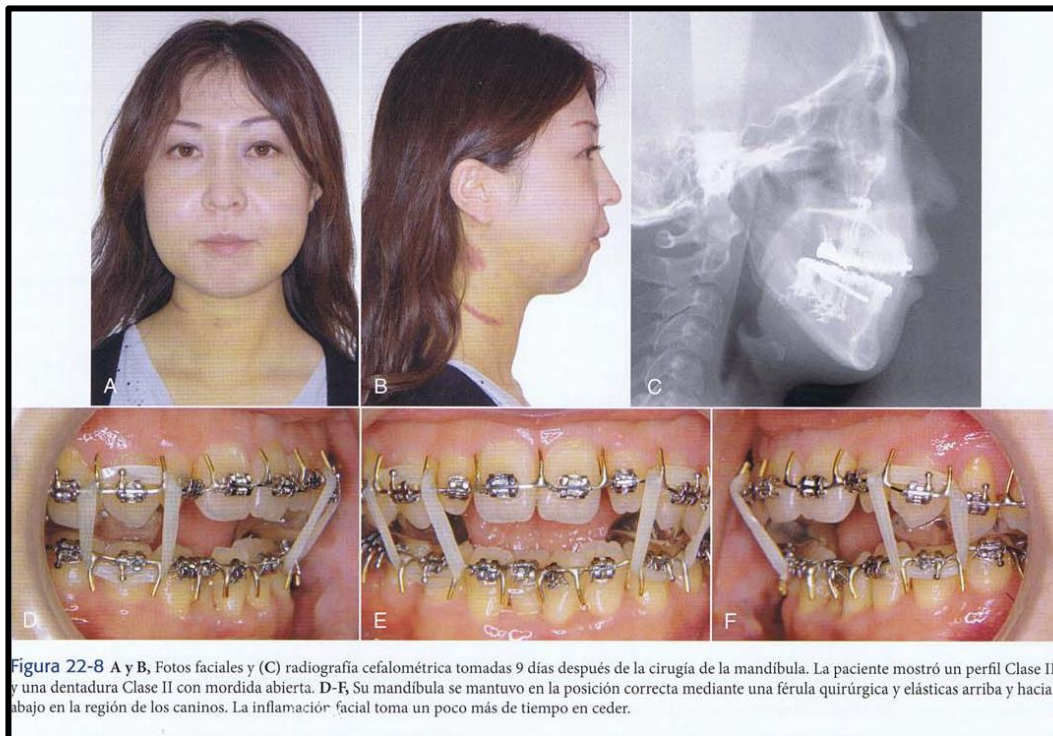 A
B
C
D
E
F
Figura 22-8 A y B, Fotos faciales y (C) radiografía cefalométrica tomadas 9 días después de la cirugía de la mandíbula. La paciente mostró un perfil Clase II
y una dentadura Clase II con mordida abierta. D-F, Su mandíbula se mantuvo en la posición correcta mediante una férula quirúrgica y elásticas arriba y hacia
abajo en la región de los caninos. La inflamación facial toma un poco más de tiempo en ceder.